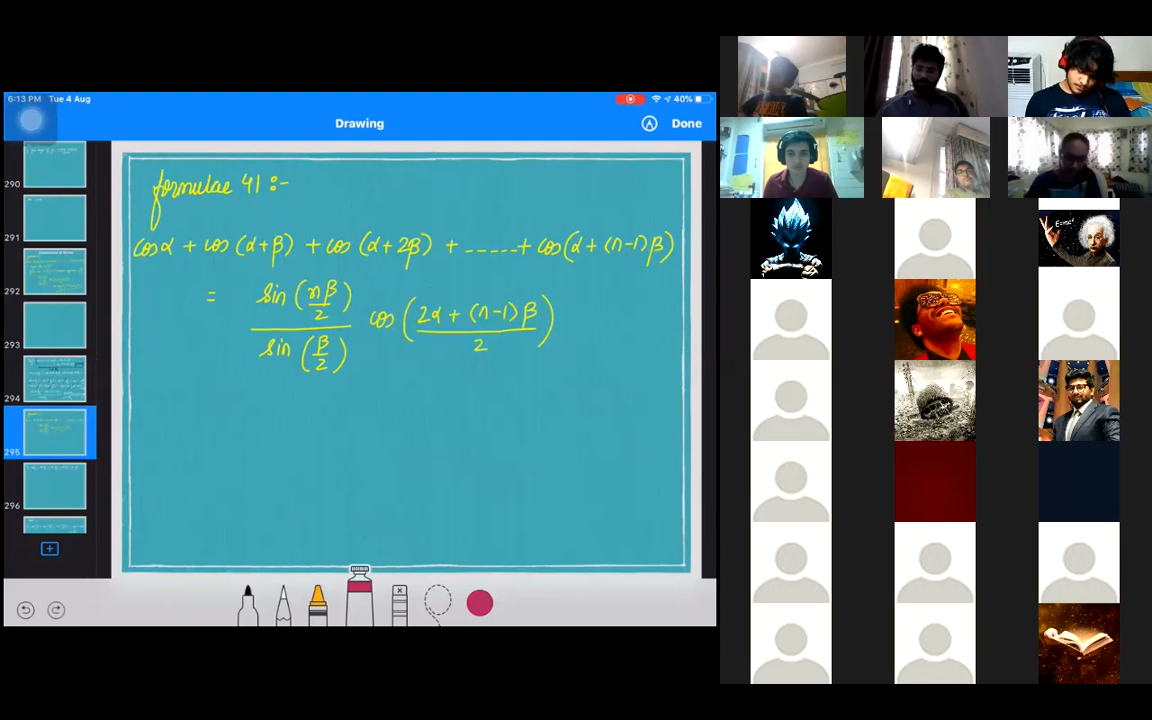 6:13 PM Tue 4 Aug
40%
Drawing
Done
290
291
292
293
294
295
296
formulae 41 :-
cosα + cos (α+β) + cos (α+2β) + -----+ cos(α + (n-1)β)
= sin (nβ/2) / sin (β/2) cos (2α + (n-1)β / 2)